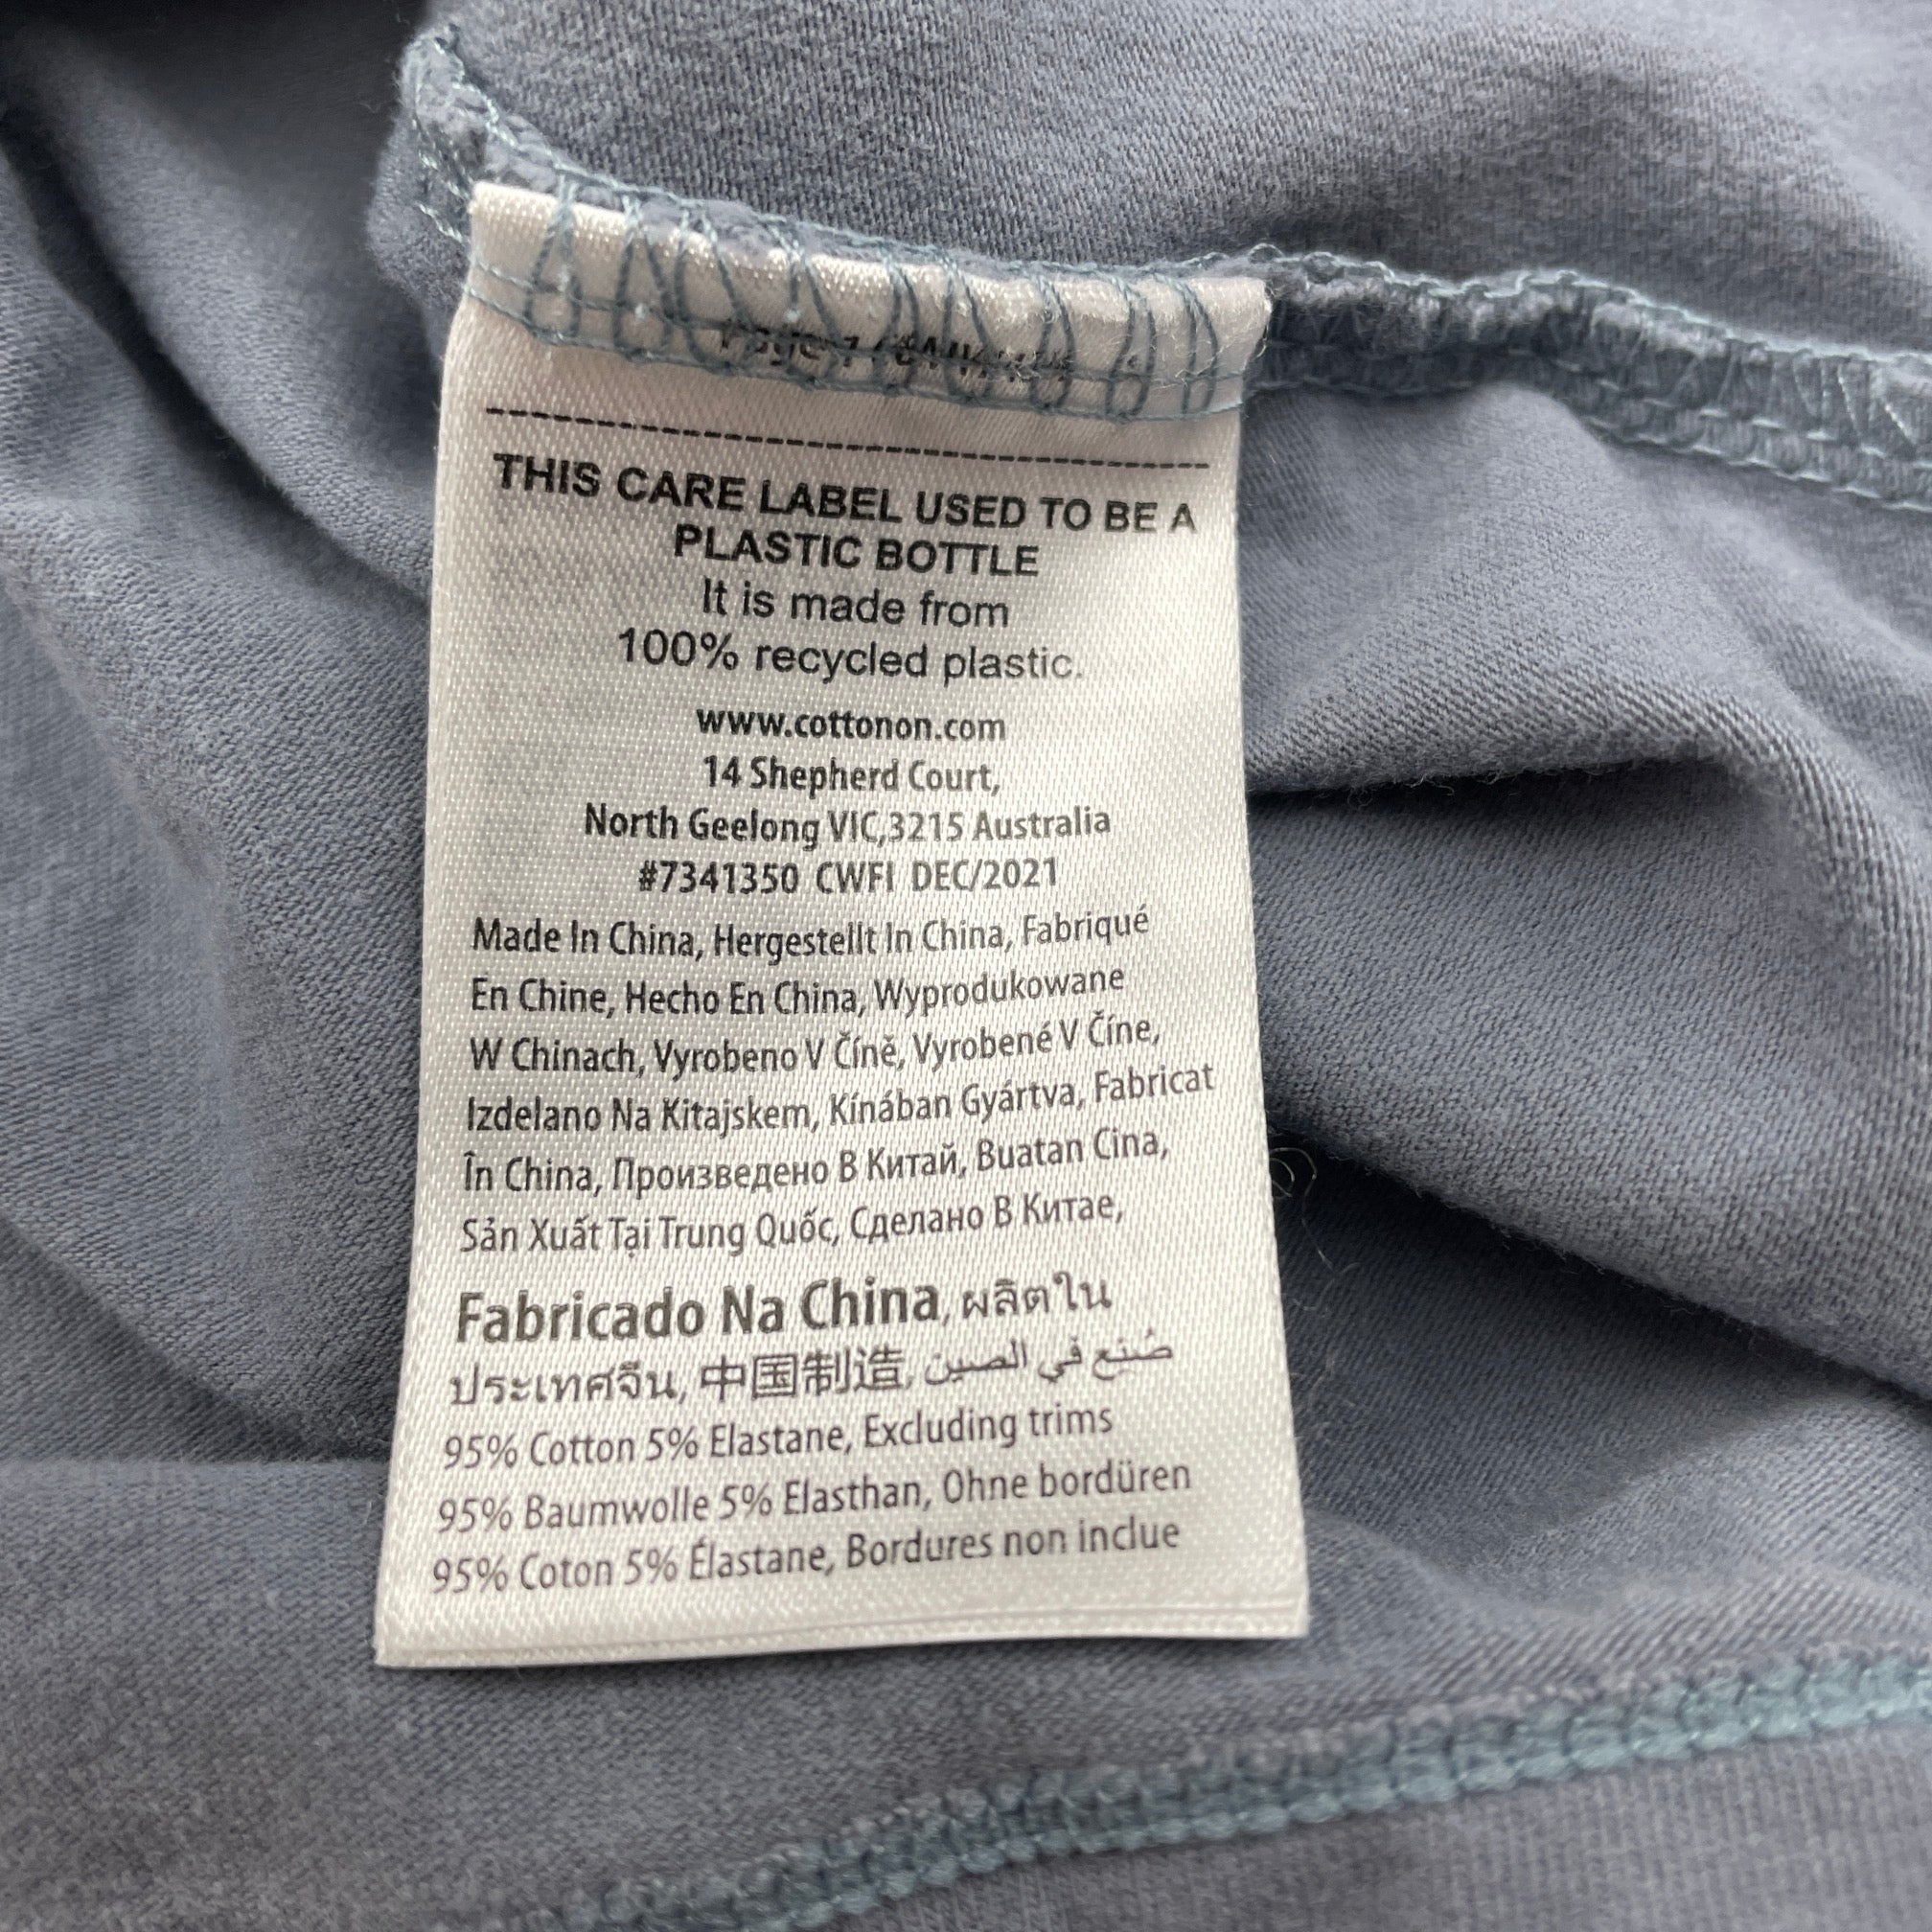 THIS CARE LABEL USED TO BE A
PLASTIC BOTTLE
It is made from
100% recycled plastic.
www.cottonon.com
14 Shepherd Court,
North Geelong VIC,3215 Australia
#7341350 CWFI DEC/2021
Made In China, Hergestellt In China, Fabriqué
En Chine, Hecho En China, Wyprodukowane
W Chinach, Vyrobeno V Číně, Vyrobené V Číne,
Izdelano Na Kitajskem, Kínában Gyártva, Fabricat
În China, Произведено В Китай, Buatan Cina,
Sản Xuất Tại Trung Quốc, Сделано В Китае,
Fabricado Na China, ผลิตใน
ประเทศจีน, 中国制造, صُنع في الصين
95% Cotton 5% Elastane, Excluding trims
95% Baumwolle 5% Elasthan, Ohne bordüren
95% Coton 5% Élastane, Bordures non inclue